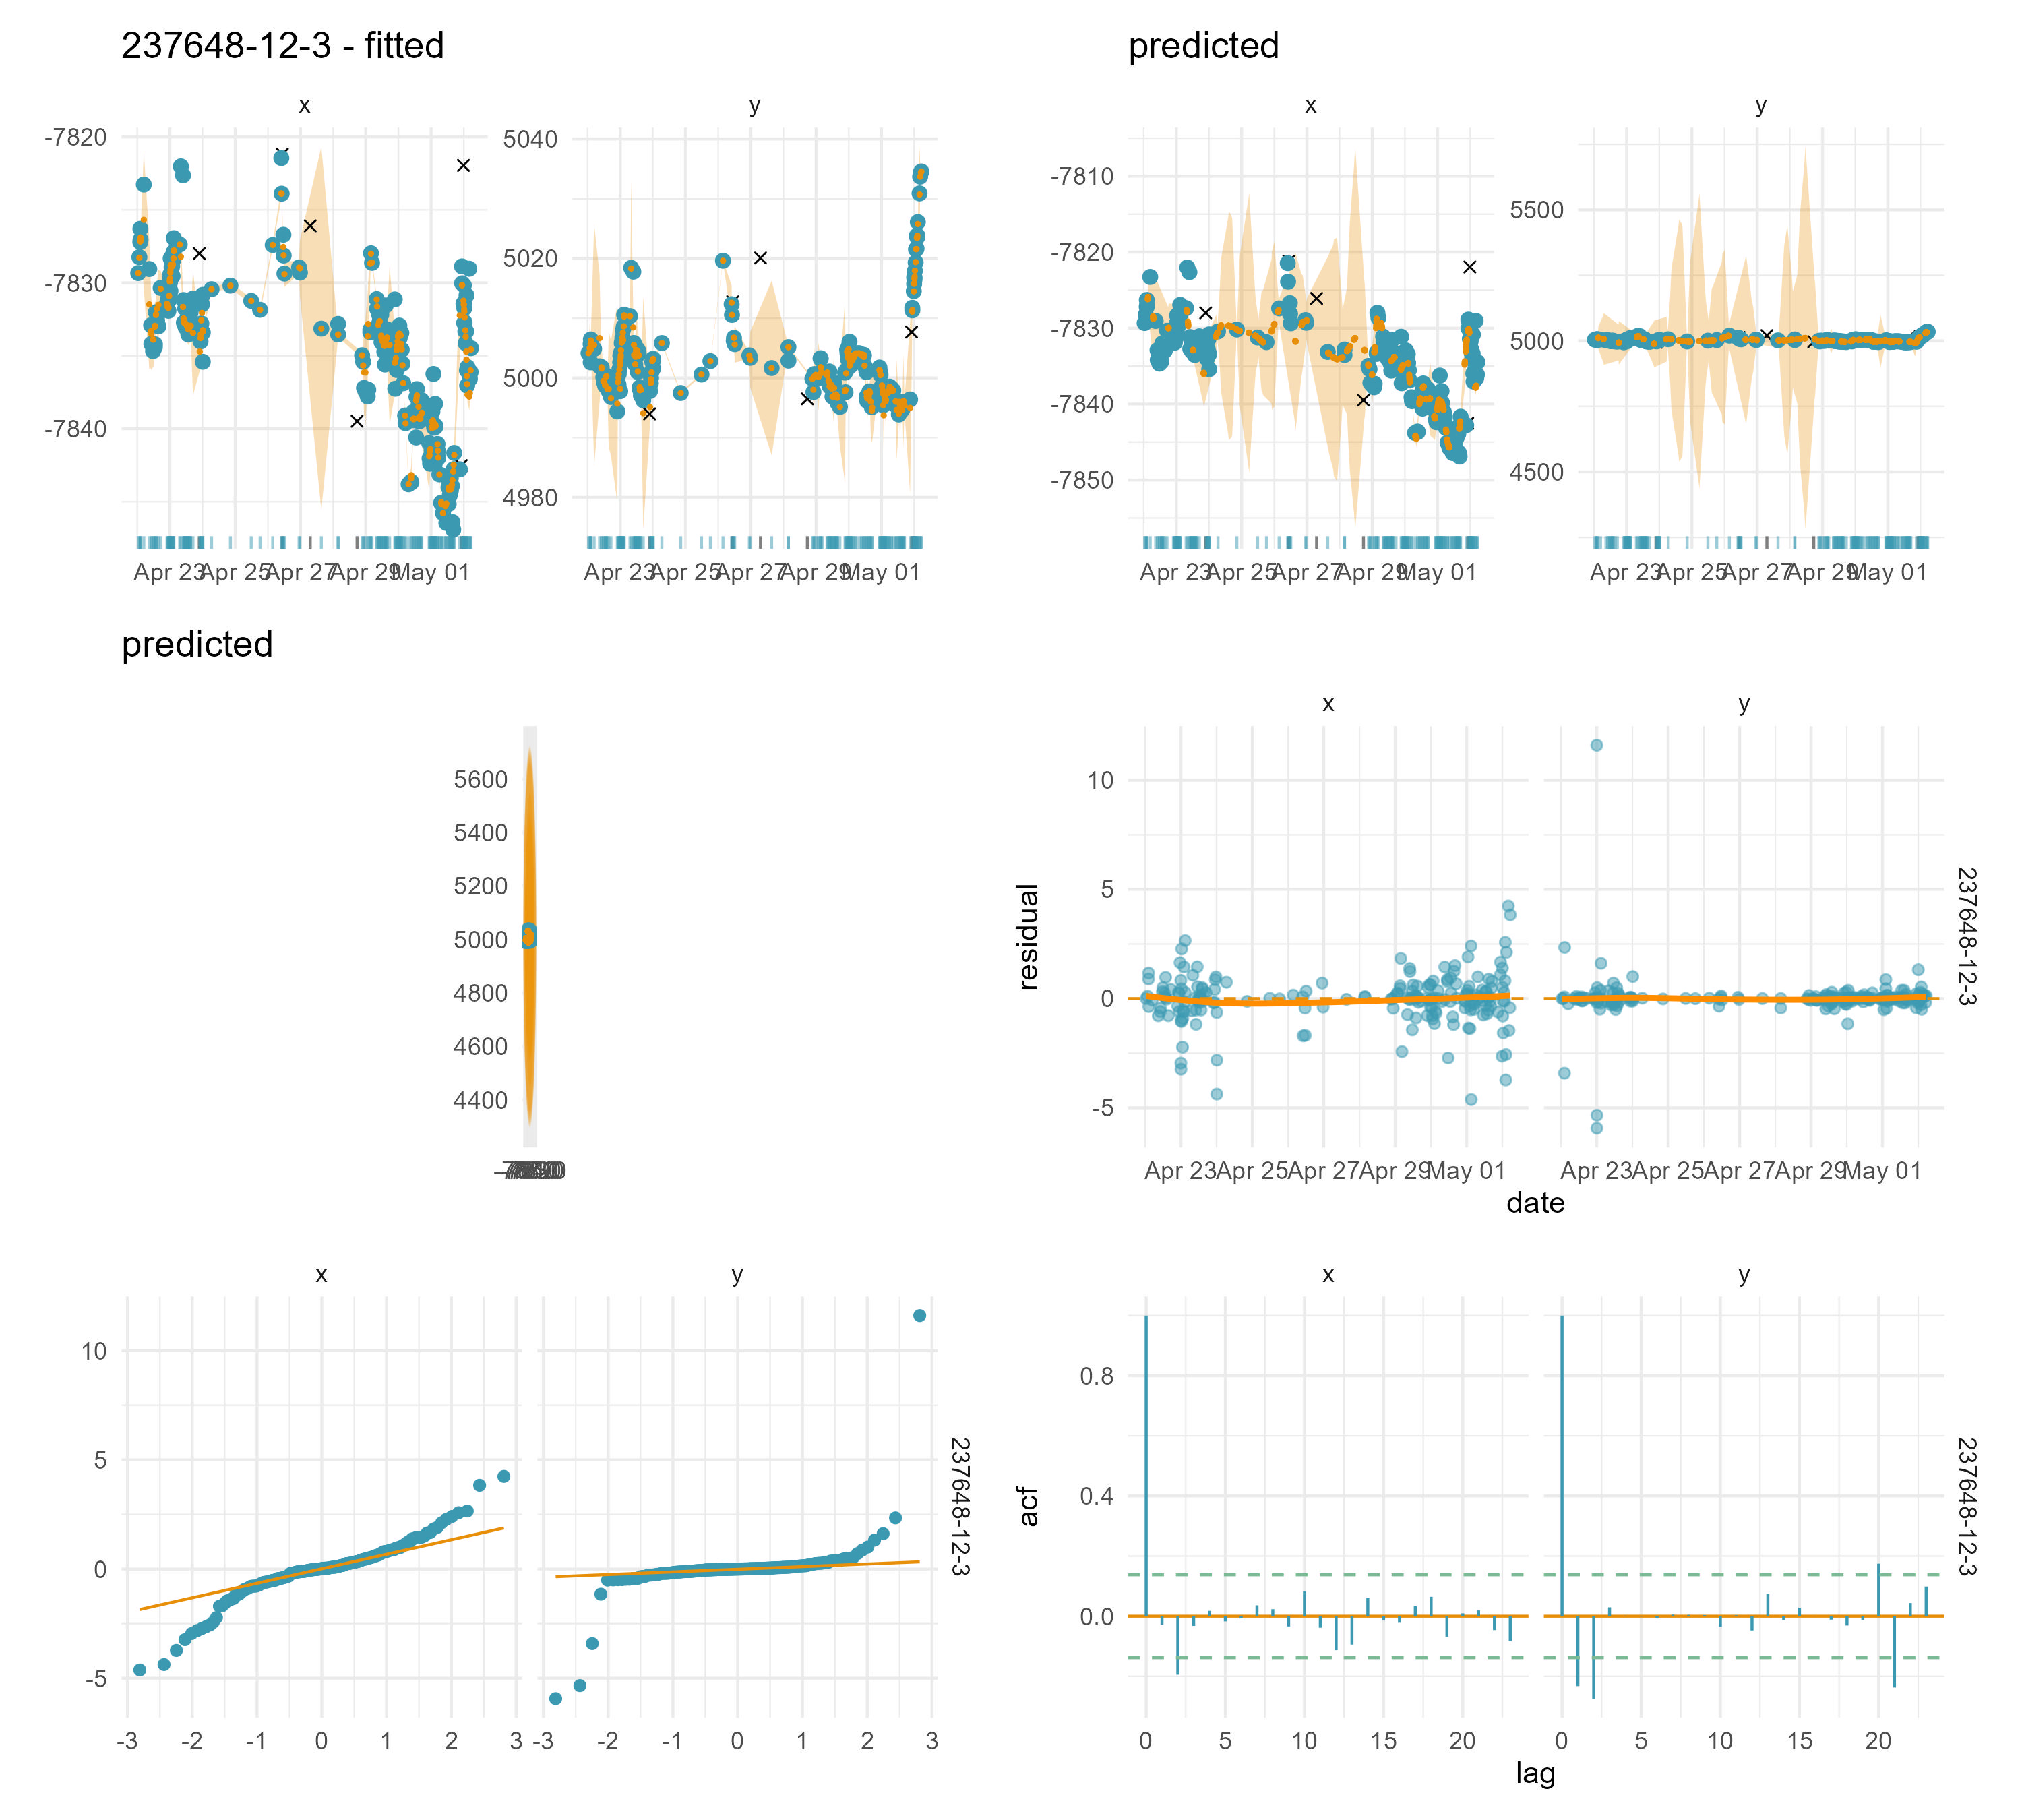 237648-12-3 - fitted
predicted
x
y
x
y
-7820
-7830
-7840
5040
5020
5000
4980
-7810
-7820
-7830
-7840
-7850
5500
5000
4500
Apr 23 Apr 25 Apr 27 Apr 29 May 01
Apr 23 Apr 25 Apr 27 Apr 29 May 01
Apr 23 Apr 25 Apr 27 Apr 29 May 01
Apr 23 Apr 25 Apr 27 Apr 29 May 01
predicted
5600
5400
5200
5000
4800
4600
4400
x
y
residual
10
5
0
-5
237648-12-3
Apr 23 Apr 25 Apr 27 Apr 29 May 01
Apr 23 Apr 25 Apr 27 Apr 29 May 01
date
x
y
10
5
0
-5
237648-12-3
-3 -2 -1 0 1 2 3
-3 -2 -1 0 1 2 3
x
y
acf
0.8
0.4
0.0
237648-12-3
0 5 10 15 20
0 5 10 15 20
lag